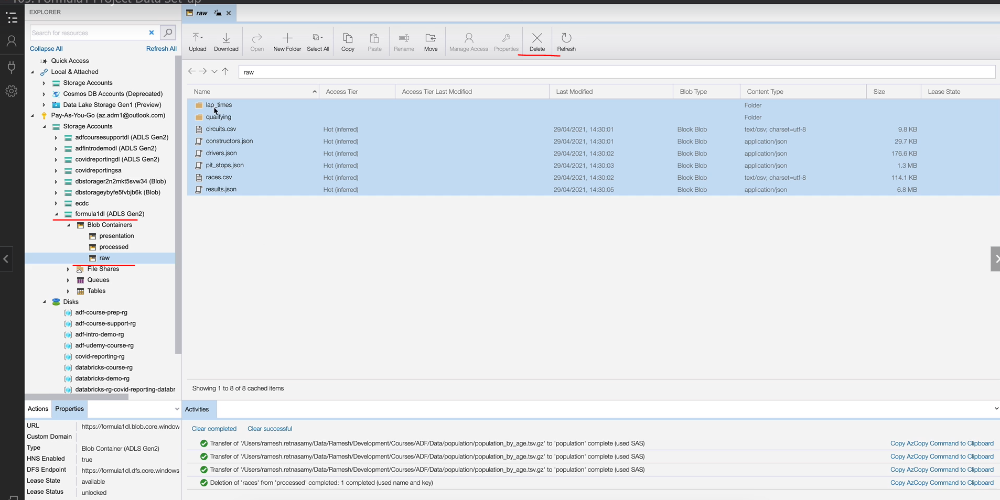 109. Formula1 Project Data Set-up
EXPLORER
Search for resources
Collapse All
Refresh All
Quick Access
Local & Attached
Storage Accounts
Cosmos DB Accounts (Deprecated)
Data Lake Storage Gen1 (Preview)
Pay-As-You-Go (az.adm1@outlook.com)
Storage Accounts
adfcoursesupportdl (ADLS Gen2)
adfintrodemodl (ADLS Gen2)
covidreportingdl (ADLS Gen2)
covidreportingsa
dbstorager2n2mkt5svw34 (Blob)
dbstorageybyfe5fvbjb6k (Blob)
ecdc
formula1dl (ADLS Gen2)
Blob Containers
presentation
processed
raw
File Shares
Queues
Tables
Disks
adf-course-prep-rg
adf-course-support-rg
adf-intro-demo-rg
adf-udemy-course-rg
covid-reporting-rg
databricks-course-rg
databricks-demo-rg
databricks-rg-covid-reporting-databr
Actions Properties
URL https://formula1dl.blob.core.window
Custom Domain
Type Blob Container (ADLS Gen2)
HNS Enabled true
DFS Endpoint https://formula1dl.dfs.core.windows
Lease State available
Lease Status unlocked
raw
Upload Download Open New Folder Select All Copy Paste Rename Move Manage Access Properties Delete Refresh
raw
Name Access Tier Access Tier Last Modified Last Modified Blob Type Content Type Size Lease State
lap_times Folder
qualifying Folder
circuits.csv Hot (inferred) 29/04/2021, 14:30:01 Block Blob text/csv; charset=utf-8 9.8 KB
constructors.json Hot (inferred) 29/04/2021, 14:30:01 Block Blob application/json 29.7 KB
drivers.json Hot (inferred) 29/04/2021, 14:30:02 Block Blob application/json 176.6 KB
pit_stops.json Hot (inferred) 29/04/2021, 14:30:03 Block Blob application/json 1.3 MB
races.csv Hot (inferred) 29/04/2021, 14:30:02 Block Blob text/csv; charset=utf-8 114.1 KB
results.json Hot (inferred) 29/04/2021, 14:30:05 Block Blob application/json 6.8 MB
Showing 1 to 8 of 8 cached items
Activities
Clear completed Clear successful
Transfer of '/Users/ramesh.retnasamy/Data/Ramesh/Development/Courses/ADF/Data/population/population_by_age.tsv.gz' to 'population' complete (used SAS) Copy AzCopy Command to Clipboard
Transfer of '/Users/ramesh.retnasamy/Data/Ramesh/Development/Courses/ADF/Data/population/population_by_age.tsv.gz' to 'population' complete (used SAS) Copy AzCopy Command to Clipboard
Transfer of '/Users/ramesh.retnasamy/Data/Ramesh/Development/Courses/ADF/Data/population/population_by_age.tsv.gz' to 'population' complete (used SAS) Copy AzCopy Command to Clipboard
Deletion of 'races' from 'processed' completed: 1 completed (used name and key) Copy AzCopy Command to Clipboard